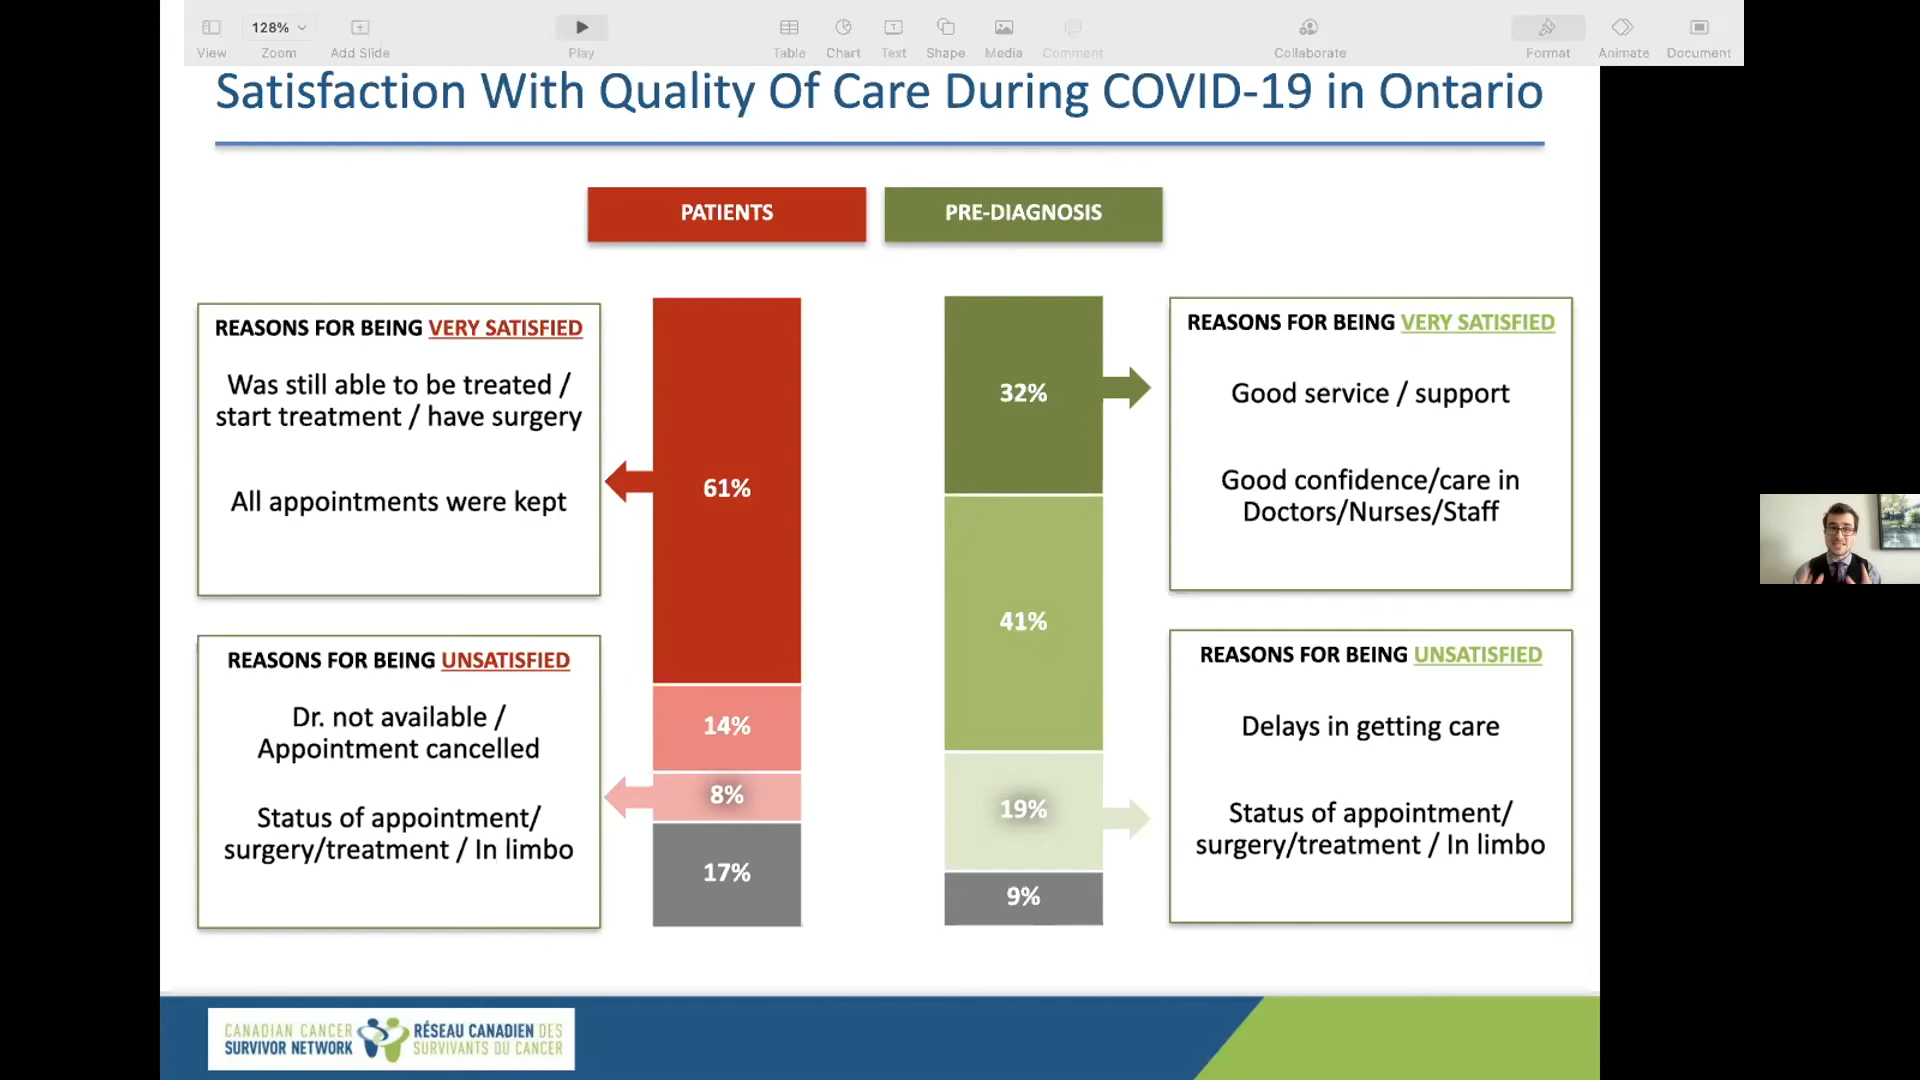 128%
View
Zoom
Add Slide
Play
Table
Chart
Text
Shape
Media
Comment
Collaborate
Format
Animate
Document
Satisfaction With Quality Of Care During COVID-19 in Ontario
PATIENTS
PRE-DIAGNOSIS
REASONS FOR BEING VERY SATISFIED
Was still able to be treated /
start treatment / have surgery
All appointments were kept
REASONS FOR BEING UNSATISFIED
Dr. not available /
Appointment cancelled
Status of appointment/
surgery/treatment / In limbo
61%
14%
8%
17%
32%
41%
19%
9%
REASONS FOR BEING VERY SATISFIED
Good service / support
Good confidence/care in
Doctors/Nurses/Staff
REASONS FOR BEING UNSATISFIED
Delays in getting care
Status of appointment/
surgery/treatment / In limbo
CANADIAN CANCER
SURVIVOR NETWORK
RÉSEAU CANADIEN DES
SURVIVANTS DU CANCER